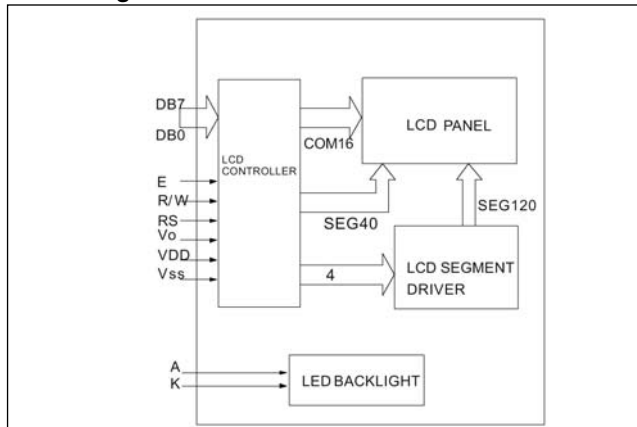 DB7
DB0
E
R/W
RS
Vo
VDD
Vss
A
K
LCD
CONTROLLER
COM16
SEG40
4
LCD PANEL
SEG120
LCD SEGMENT
DRIVER
LED BACKLIGHT